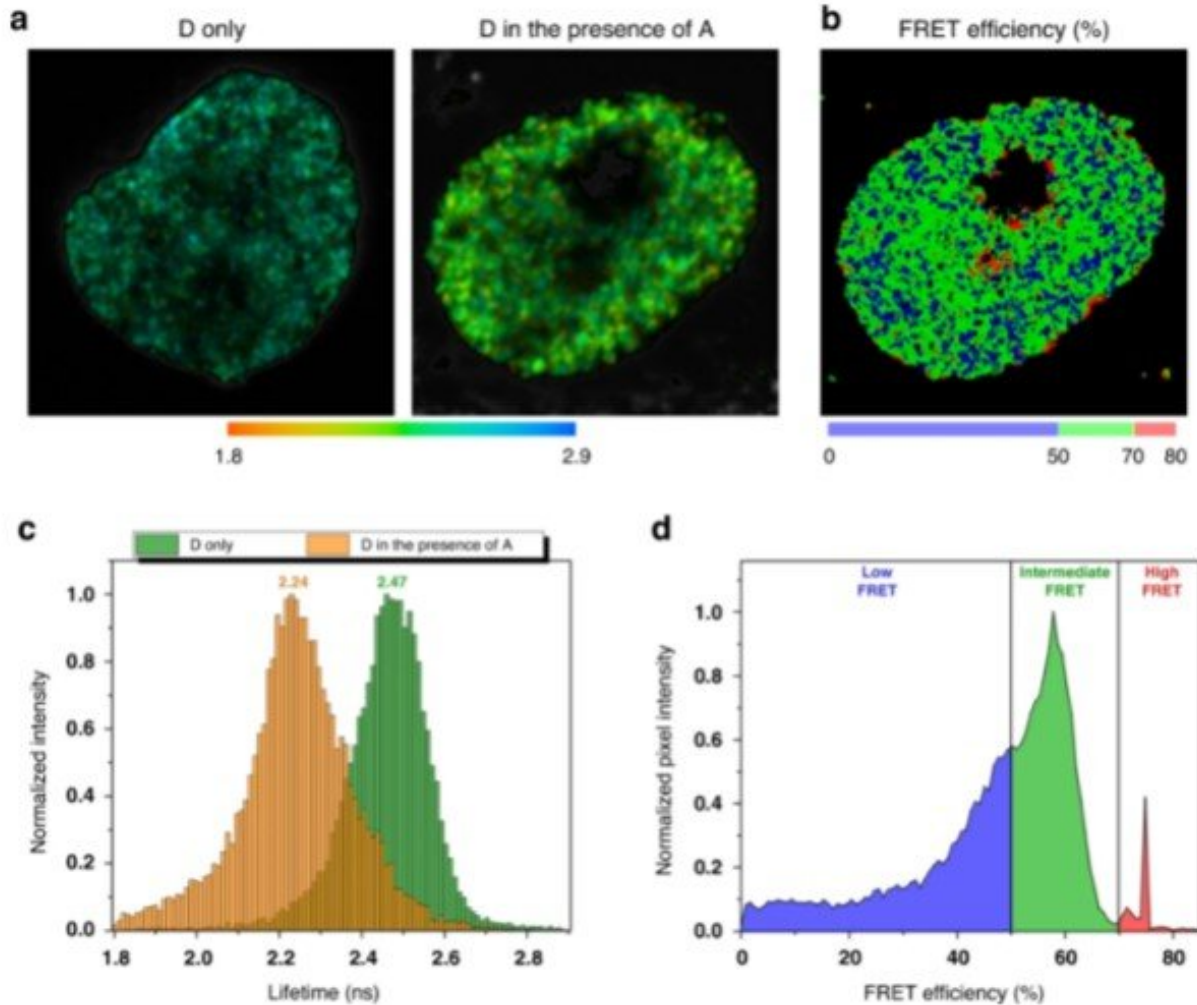 a
D only
D in the presence of A
b
FRET efficiency (%)
1.8
2.9
0
50
70
80
c
D only
D in the presence of A
2.24
2.47
1.0
0.8
0.6
0.4
0.2
0.0
Normalized intensity
1.8
2.0
2.2
2.4
2.6
2.8
Lifetime (ns)
d
Low
FRET
Intermediate
FRET
High
FRET
1.0
0.8
0.6
0.4
0.2
0.0
Normalized pixel intensity
0
20
40
60
80
FRET efficiency (%)